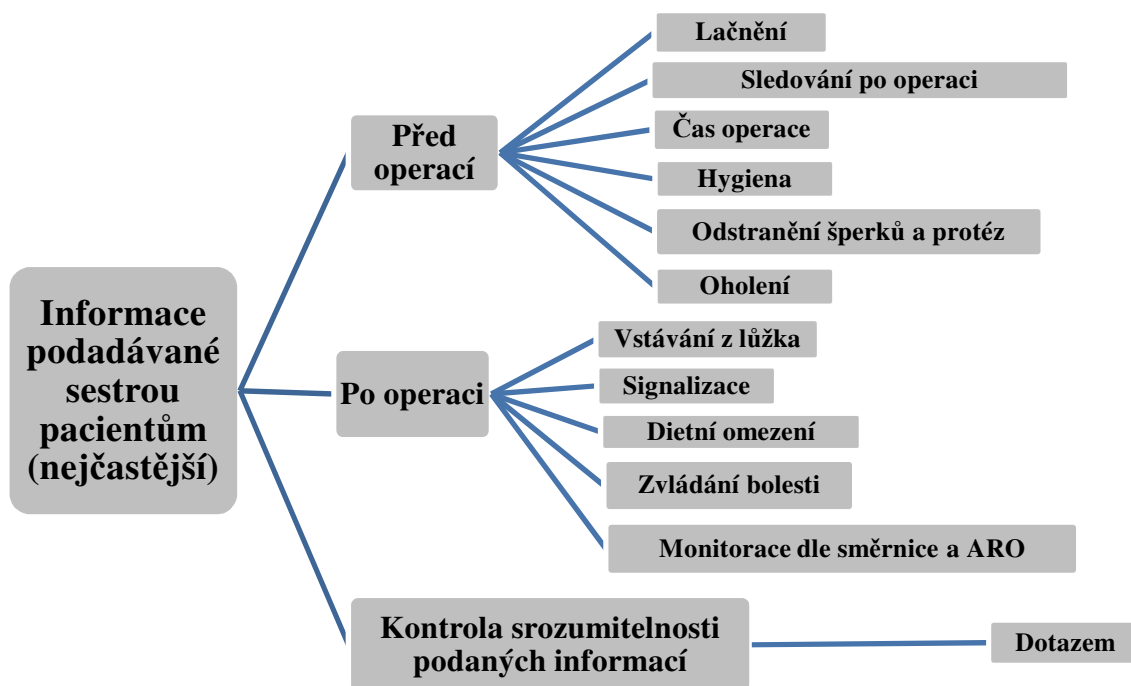 Informace
podadávané
sestrou
pacientům
(nejčastější)
Před
operací
Lačnění
Sledování po operaci
Čas operace
Hygiena
Odstranění šperků a protéz
Oholení
Po operaci
Vstávání z lůžka
Signalizace
Dietní omezení
Zvládání bolesti
Monitorace dle směrnice a ARO
Kontrola srozumitelnosti
podaných informací
Dotazem